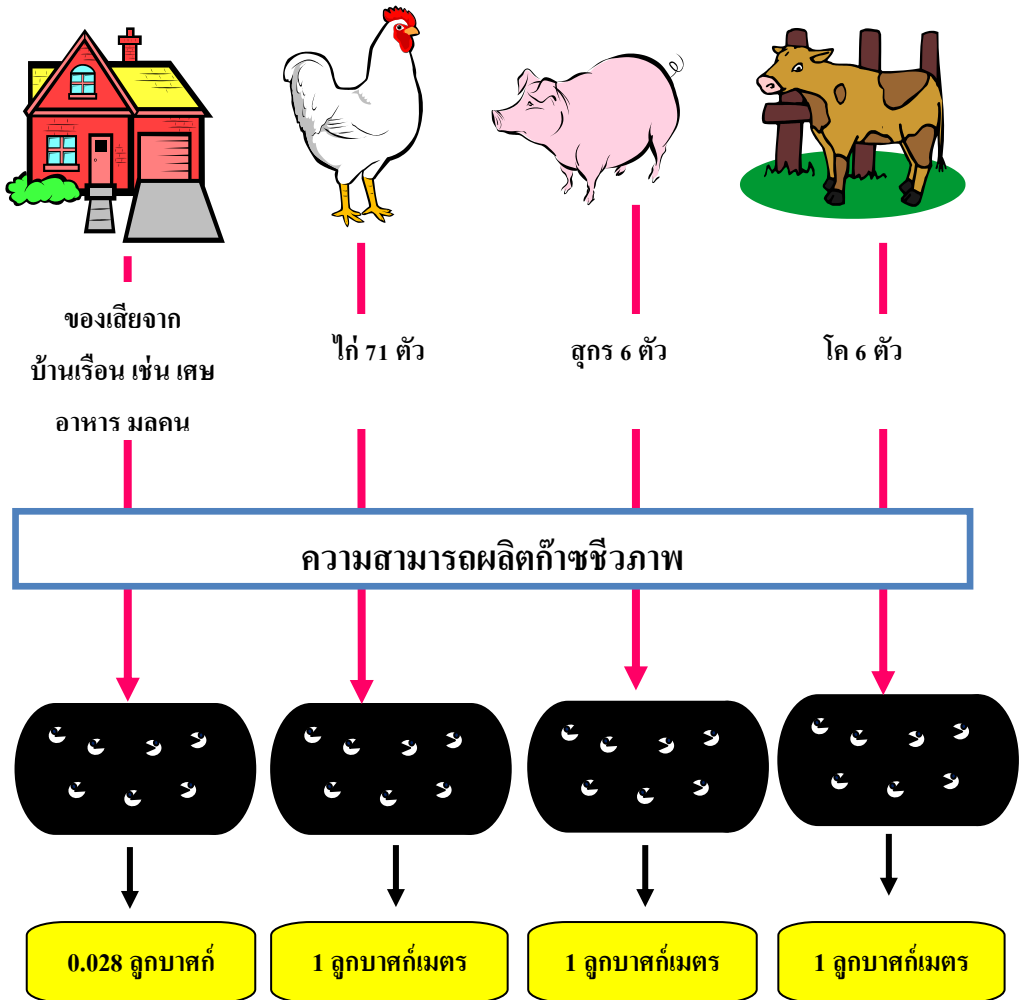 ของเสียจาก
บ้านเรือน เช่น เศษ
อาหาร มลคน
ไก่ 71 ตัว
สุกร 6 ตัว
โค 6 ตัว
ความสามารถผลิตก๊าซชีวภาพ
0.028 ลูกบาศก์
1 ลูกบาศก์เมตร
1 ลูกบาศก์เมตร
1 ลูกบาศก์เมตร